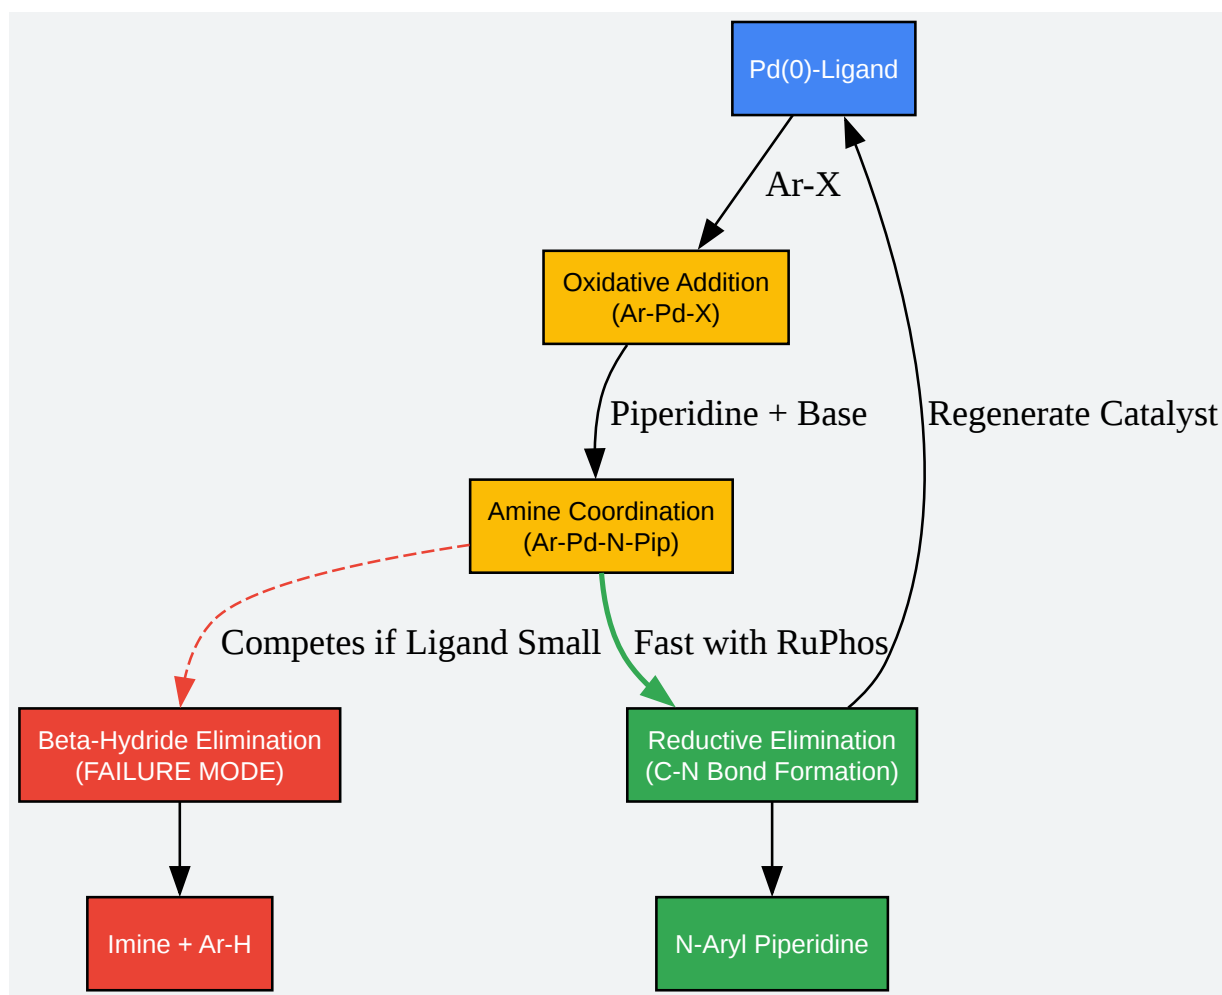 Pd(0)-Ligand
Ar-X
Oxidative Addition
(Ar-Pd-X)
Piperidine + Base
Regenerate Catalyst
Amine Coordination
(Ar-Pd-N-Pip)
Competes if Ligand Small
Fast with RuPhos
Beta-Hydride Elimination
(FAILURE MODE)
Reductive Elimination
(C-N Bond Formation)
Imine + Ar-H
N-Aryl Piperidine